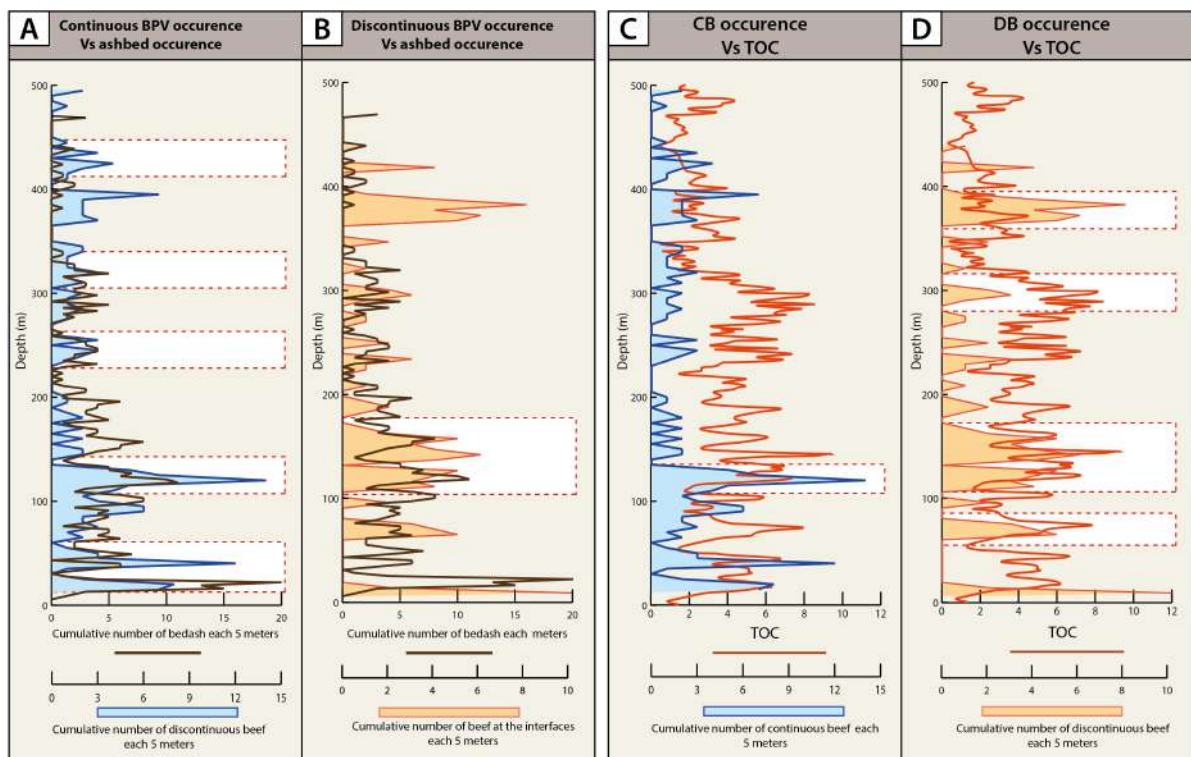 A
Continuous BPV occurence
Vs ashbed occurence
500
400
300
200
100
0
Depth (m)
0 5 10 15 20
Cumulative number of bedash each 5 meters
0 3 6 9 12 15
Cumulative number of discontinuous beef
each 5 meters
B
Discontinuous BPV occurence
Vs ashbed occurence
500
400
300
200
100
0
Depth (m)
0 5 10 15 20
Cumulative number of bedash each meters
0 2 4 6 8 10
Cumulative number of beef at the interfaces
each 5 meters
C
CB occurence
Vs TOC
500
400
300
200
100
0
Depth (m)
0 2 4 6 8 10 12
TOC
0 3 6 9 12 15
Cumulative number of continuous beef each
5 meters
D
DB occurence
Vs TOC
500
400
300
200
100
0
Depth (m)
0 2 4 6 8 10 12
TOC
0 2 4 6 8 10
Cumulative number of discontinuous beef
each 5 meters